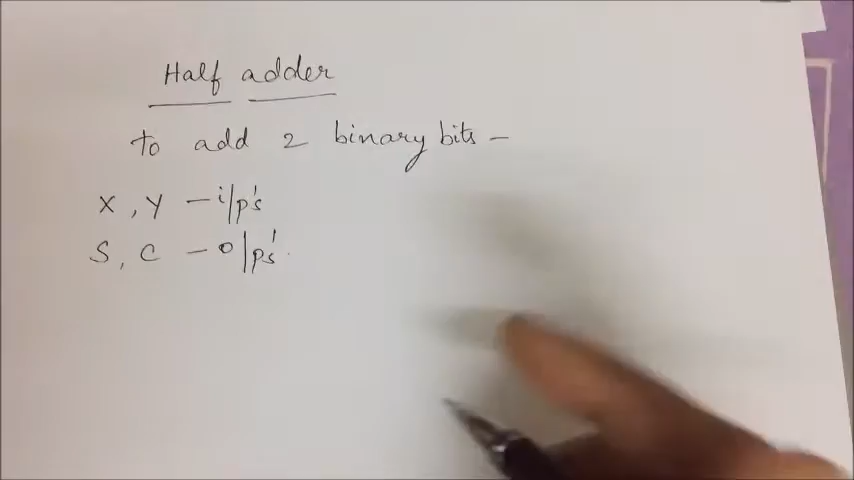 Half adder
to add 2 binary bits -
X, Y - i/p's
S, C - o/p's